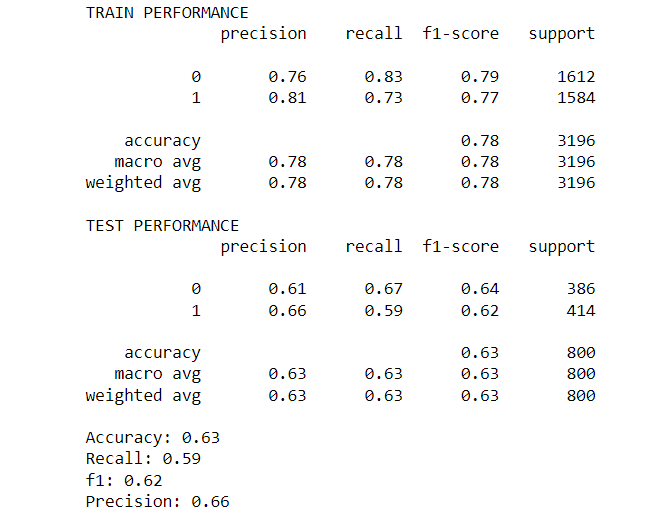 TRAIN PERFORMANCE
precision recall f1-score support
0 0.76 0.83 0.79 1612
1 0.81 0.73 0.77 1584
accuracy 0.78 3196
macro avg 0.78 0.78 0.78 3196
weighted avg 0.78 0.78 0.78 3196
TEST PERFORMANCE
precision recall f1-score support
0 0.61 0.67 0.64 386
1 0.66 0.59 0.62 414
accuracy 0.63 800
macro avg 0.63 0.63 0.63 800
weighted avg 0.63 0.63 0.63 800
Accuracy: 0.63
Recall: 0.59
f1: 0.62
Precision: 0.66